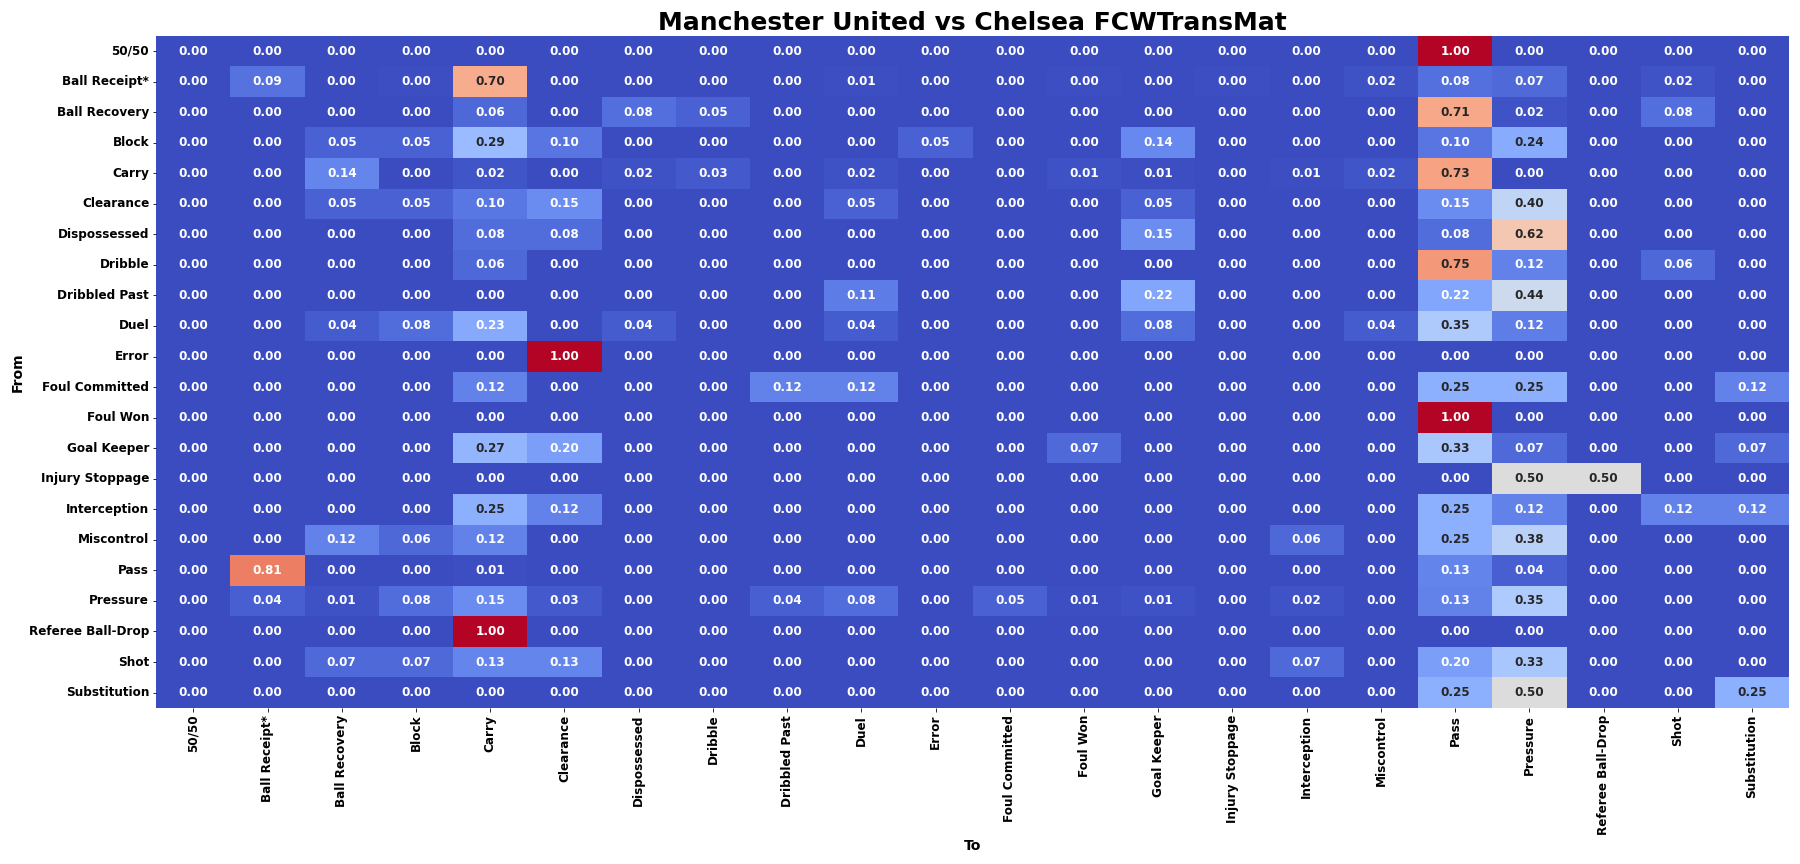 Manchester United vs Chelsea FCWTransMat
50/50 0.00 0.00 0.00 0.00 0.00 0.00 0.00 0.00 0.00 0.00 0.00 0.00 0.00 0.00 0.00 0.00 0.00 1.00 0.00 0.00 0.00 0.00
Ball Receipt* 0.00 0.09 0.00 0.00 0.70 0.00 0.00 0.00 0.00 0.01 0.00 0.00 0.00 0.00 0.00 0.00 0.02 0.08 0.07 0.00 0.02 0.00
Ball Recovery 0.00 0.00 0.00 0.00 0.06 0.00 0.08 0.05 0.00 0.00 0.00 0.00 0.00 0.00 0.00 0.00 0.00 0.71 0.02 0.00 0.08 0.00
Block 0.00 0.00 0.05 0.05 0.29 0.10 0.00 0.00 0.00 0.00 0.05 0.00 0.00 0.14 0.00 0.00 0.00 0.10 0.24 0.00 0.00 0.00
Carry 0.00 0.00 0.14 0.00 0.02 0.00 0.02 0.03 0.00 0.02 0.00 0.00 0.01 0.01 0.00 0.01 0.02 0.73 0.00 0.00 0.00 0.00
Clearance 0.00 0.00 0.05 0.05 0.10 0.15 0.00 0.00 0.00 0.05 0.00 0.00 0.00 0.05 0.00 0.00 0.00 0.15 0.40 0.00 0.00 0.00
Dispossessed 0.00 0.00 0.00 0.00 0.08 0.08 0.00 0.00 0.00 0.00 0.00 0.00 0.00 0.15 0.00 0.00 0.00 0.08 0.62 0.00 0.00 0.00
Dribble 0.00 0.00 0.00 0.00 0.06 0.00 0.00 0.00 0.00 0.00 0.00 0.00 0.00 0.00 0.00 0.00 0.00 0.75 0.12 0.00 0.06 0.00
Dribbled Past 0.00 0.00 0.00 0.00 0.00 0.00 0.00 0.00 0.00 0.11 0.00 0.00 0.00 0.22 0.00 0.00 0.00 0.22 0.44 0.00 0.00 0.00
Duel 0.00 0.00 0.04 0.08 0.23 0.00 0.04 0.00 0.00 0.04 0.00 0.00 0.00 0.08 0.00 0.00 0.04 0.35 0.12 0.00 0.00 0.00
Error 0.00 0.00 0.00 0.00 0.00 1.00 0.00 0.00 0.00 0.00 0.00 0.00 0.00 0.00 0.00 0.00 0.00 0.00 0.00 0.00 0.00 0.00
Foul Committed 0.00 0.00 0.00 0.00 0.12 0.00 0.00 0.00 0.12 0.12 0.00 0.00 0.00 0.00 0.00 0.00 0.00 0.25 0.25 0.00 0.00 0.12
Foul Won 0.00 0.00 0.00 0.00 0.00 0.00 0.00 0.00 0.00 0.00 0.00 0.00 0.00 0.00 0.00 0.00 0.00 1.00 0.00 0.00 0.00 0.00
Goal Keeper 0.00 0.00 0.00 0.00 0.27 0.20 0.00 0.00 0.00 0.00 0.00 0.00 0.07 0.00 0.00 0.00 0.00 0.33 0.07 0.00 0.00 0.07
Injury Stoppage 0.00 0.00 0.00 0.00 0.00 0.00 0.00 0.00 0.00 0.00 0.00 0.00 0.00 0.00 0.00 0.00 0.00 0.00 0.50 0.50 0.00 0.00
Interception 0.00 0.00 0.00 0.00 0.25 0.12 0.00 0.00 0.00 0.00 0.00 0.00 0.00 0.00 0.00 0.00 0.00 0.25 0.12 0.00 0.12 0.12
Miscontrol 0.00 0.00 0.12 0.06 0.12 0.00 0.00 0.00 0.00 0.00 0.00 0.00 0.00 0.00 0.00 0.06 0.00 0.25 0.38 0.00 0.00 0.00
Pass 0.00 0.81 0.00 0.00 0.01 0.00 0.00 0.00 0.00 0.00 0.00 0.00 0.00 0.00 0.00 0.00 0.00 0.13 0.04 0.00 0.00 0.00
Pressure 0.00 0.04 0.01 0.08 0.15 0.03 0.00 0.00 0.04 0.08 0.00 0.05 0.01 0.01 0.00 0.02 0.00 0.13 0.35 0.00 0.00 0.00
Referee Ball-Drop 0.00 0.00 0.00 0.00 1.00 0.00 0.00 0.00 0.00 0.00 0.00 0.00 0.00 0.00 0.00 0.00 0.00 0.00 0.00 0.00 0.00 0.00
Shot 0.00 0.00 0.07 0.07 0.13 0.13 0.00 0.00 0.00 0.00 0.00 0.00 0.00 0.00 0.00 0.07 0.00 0.20 0.33 0.00 0.00 0.00
Substitution 0.00 0.00 0.00 0.00 0.00 0.00 0.00 0.00 0.00 0.00 0.00 0.00 0.00 0.00 0.00 0.00 0.00 0.25 0.50 0.00 0.00 0.25
From
50/50
Ball Receipt*
Ball Recovery
Block
Carry
Clearance
Dispossessed
Dribble
Dribbled Past
Duel
Error
Foul Committed
Foul Won
Goal Keeper
Injury Stoppage
Interception
Miscontrol
Pass
Pressure
Referee Ball-Drop
Shot
Substitution
To